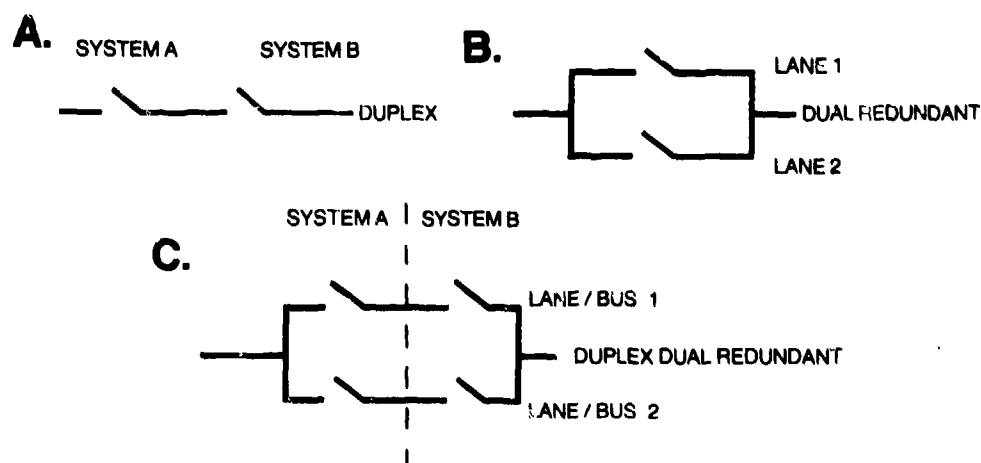 A.
SYSTEM A
SYSTEM B
DUPLEX
B.
LANE 1
DUAL REDUNDANT
LANE 2
C.
SYSTEM A
SYSTEM B
LANE / BUS 1
DUPLEX DUAL REDUNDANT
LANE / BUS 2